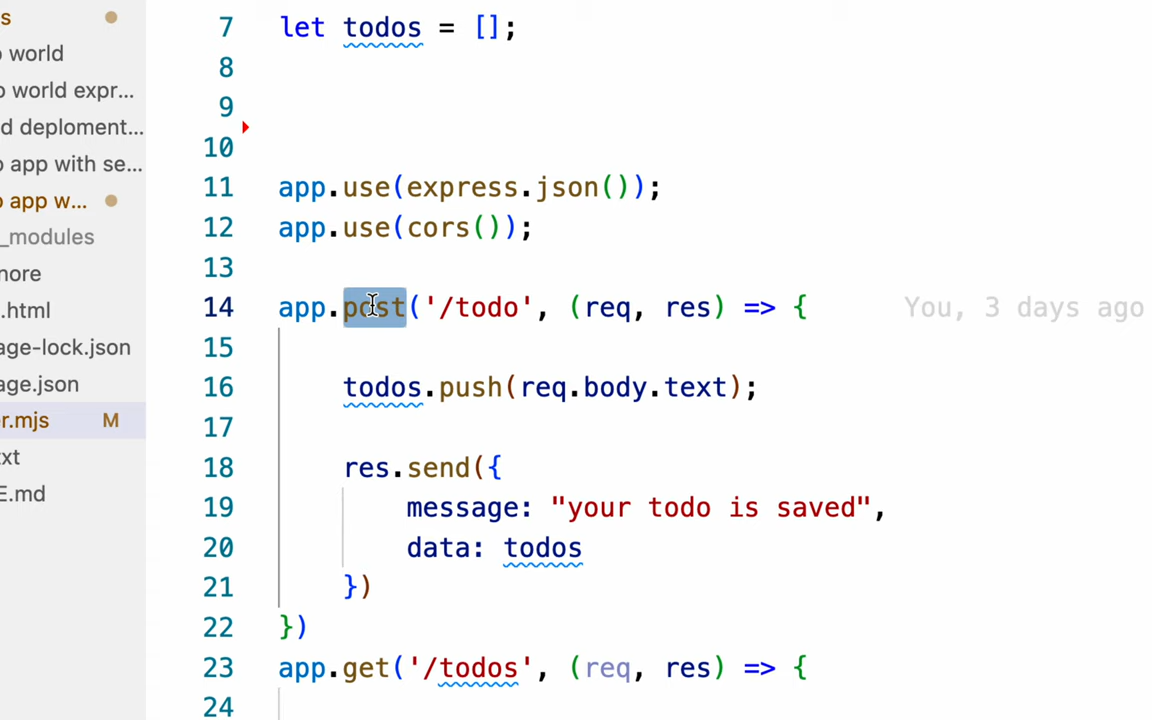 s
7 let todos = [];
o world
8
o world expr...
9
d deploment...
10
o app with se...
11 app.use(express.json());
o app w...
12 app.use(cors());
_modules
13
nore
14 app.post('/todo', (req, res) => { You, 3 days ago
.html
15
age-lock.json
16 todos.push(req.body.text);
age.json
17
r.mjs M
18 res.send({
xt
19 message: "your todo is saved",
E.md
20 data: todos
21 })
22 })
23 app.get('/todos', (req, res) => {
24